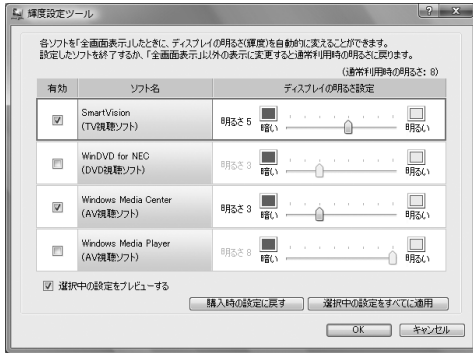 輝度設定ツール
各ソフトを「全画面表示」したときに、ディスプレイの明るさ(輝度)を自動的に変えることができます。
設定したソフトが終了するか、「全画面表示」以外の表示に変更すると通常利用時の明るさに戻ります。
(通常利用時の明るさ: 8)
有効 ソフト名 ディスプレイの明るさ設定
SmartVision
(TV視聴ソフト)
明るさ 5 暗い 明るい
WinDVD for NEC
(DVD視聴ソフト)
明るさ 3 暗い 明るい
Windows Media Center
(AV視聴ソフト)
明るさ 3 暗い 明るい
Windows Media Player
(AV視聴ソフト)
明るさ 8 暗い 明るい
選択中の設定をプレビューする
購入時の設定に戻す 選択中の設定をすべてに適用
OK キャンセル